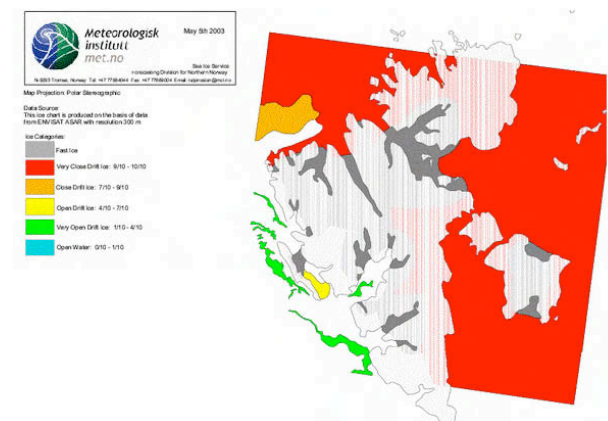 Meteorologisk
institutt
met.no
May 5th 2003
Sea Ice Service
Forecasting Division for Northern Norway
Map Projection: Polar Stereographic
Data Source:
This ice chart is produced on the basis of data
from ENVISAT ASAR with resolution 300 m
Ice Categories:
Fast Ice
Very Close Drift Ice: 9/10 - 10/10
Close Drift Ice: 7/10 - 9/10
Open Drift Ice: 4/10 - 7/10
Very Open Drift Ice: 1/10 - 4/10
Open Water: 0/10 - 1/10